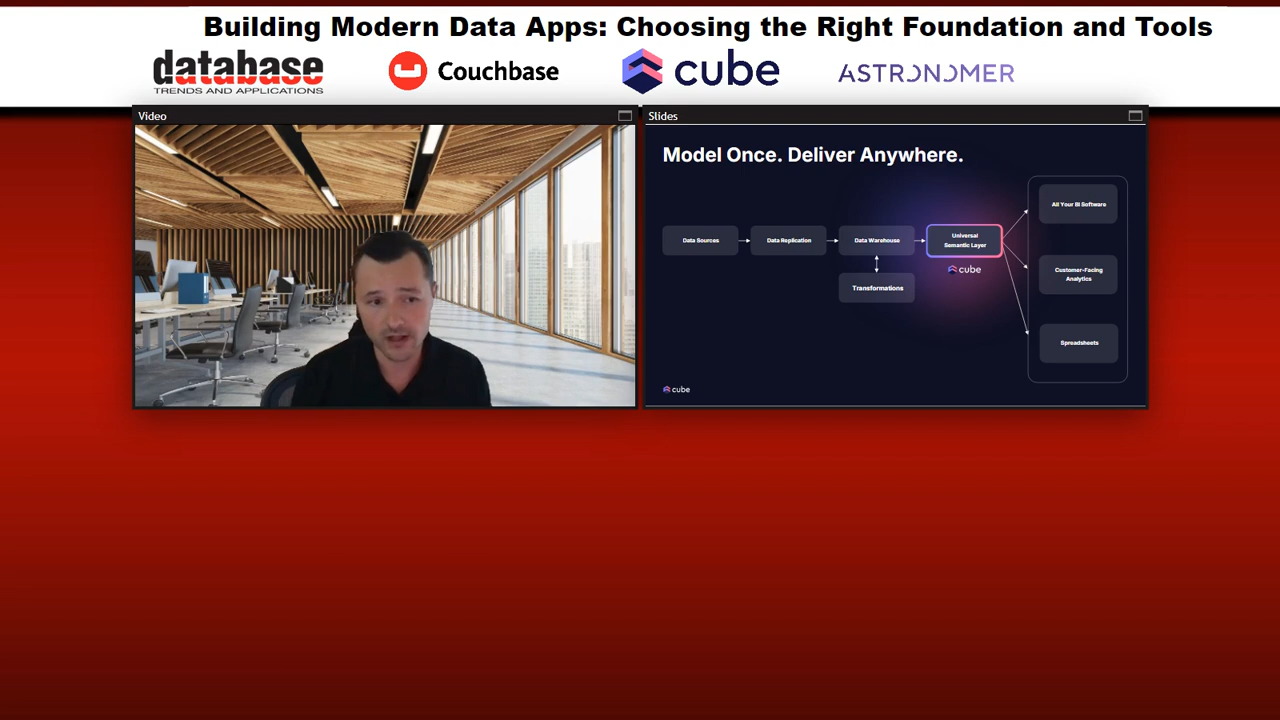 Building Modern Data Apps: Choosing the Right Foundation and Tools
database
TRENDS AND APPLICATIONS
Couchbase
cube
ASTRONOMER
Video
Slides
Model Once. Deliver Anywhere.
Data Sources
Data Replication
Data Warehouse
Universal
Semantic Layer
cube
Transformations
All Your BI Software
Customer-Facing
Analytics
Spreadsheets
cube